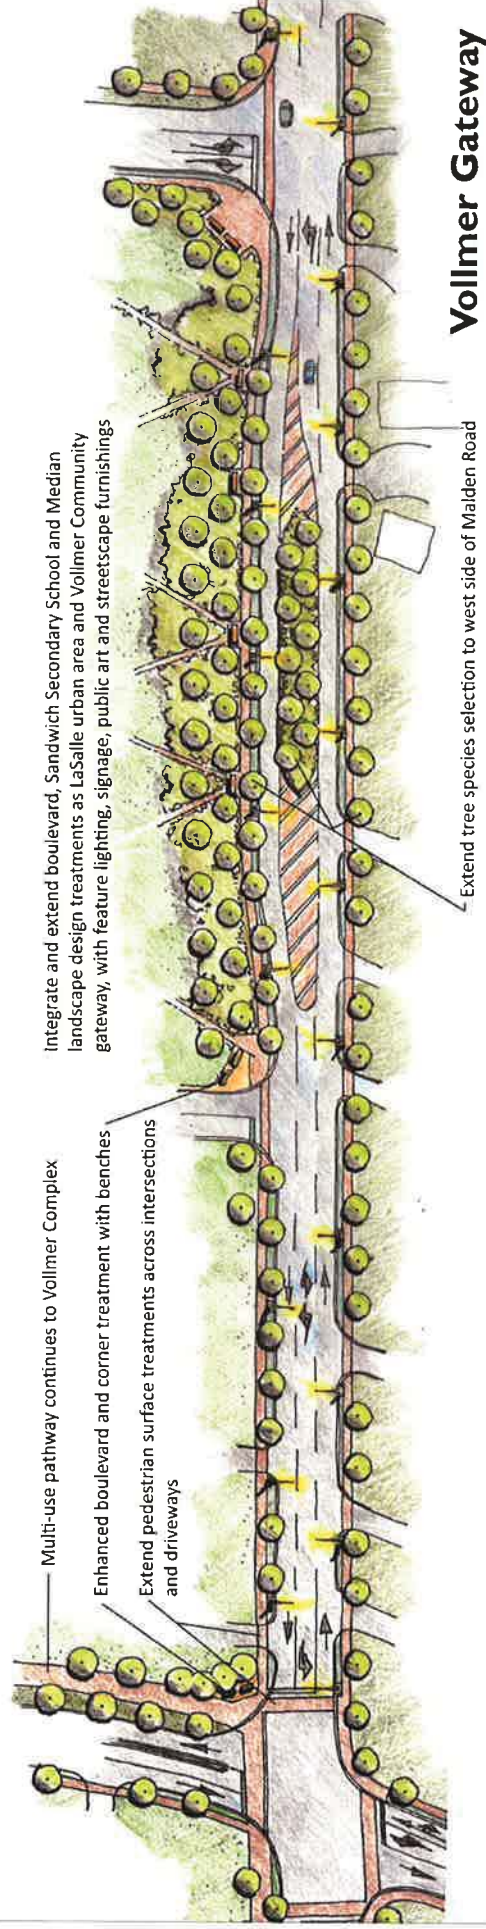 Multi-use pathway continues to Vollmer Complex
Enhanced boulevard and corner treatment with benches
Extend pedestrian surface treatments across intersections
and driveways
Integrate and extend boulevard, Sandwich Secondary School and Median
landscape design treatments as LaSalle urban area and Vollmer Community
gateway, with feature lighting, signage, public art and streetscape furnishings
Extend tree species selection to west side of Malden Road
Vollmer Gateway